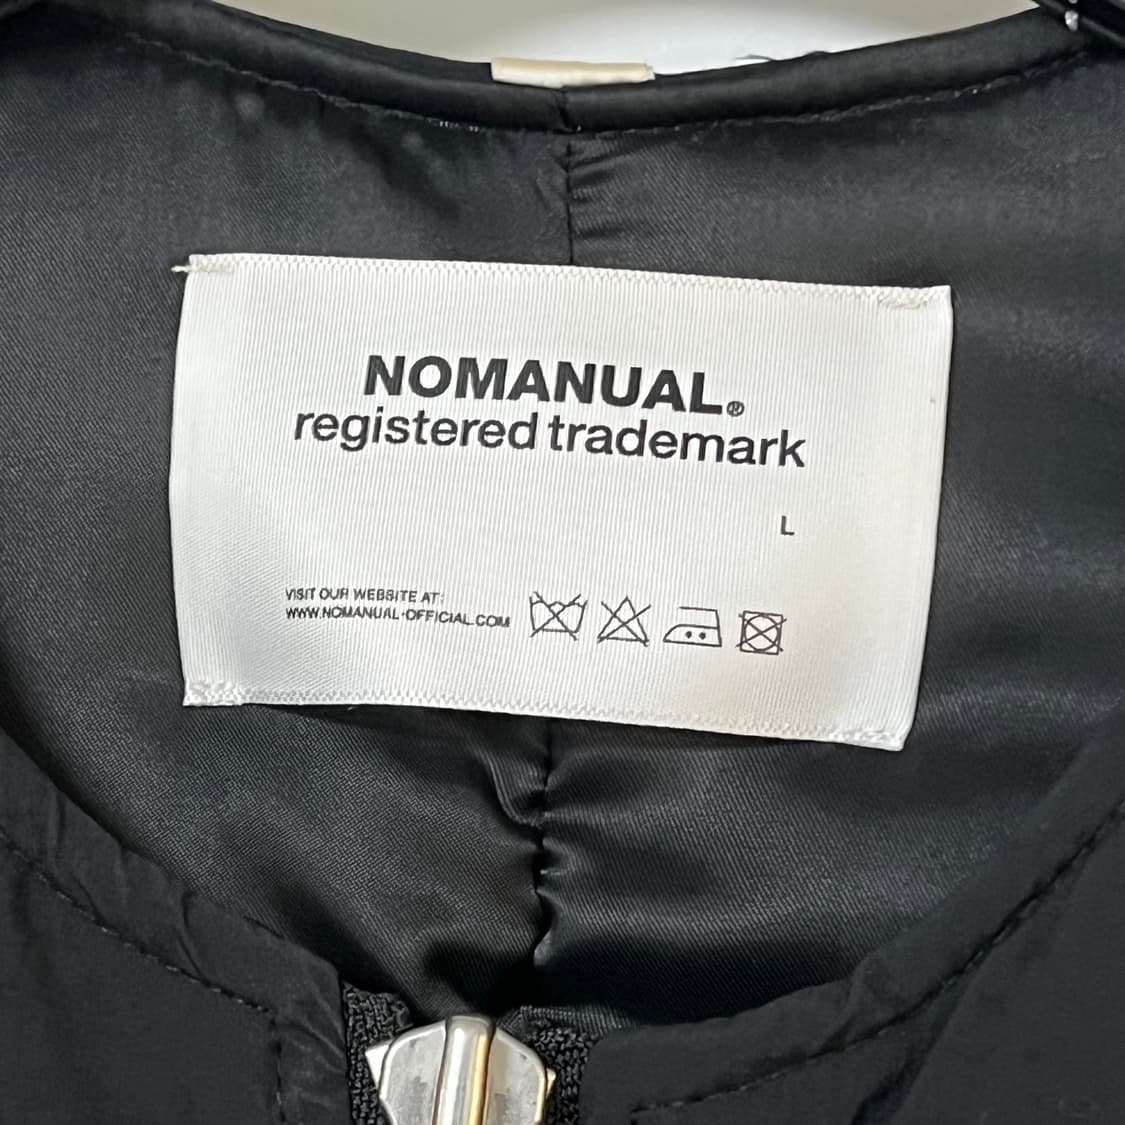 NOMANUAL.®
registered trademark
L
VISIT OUR WEBSITE AT:
WWW.NOMANUAL-OFFICIAL.COM